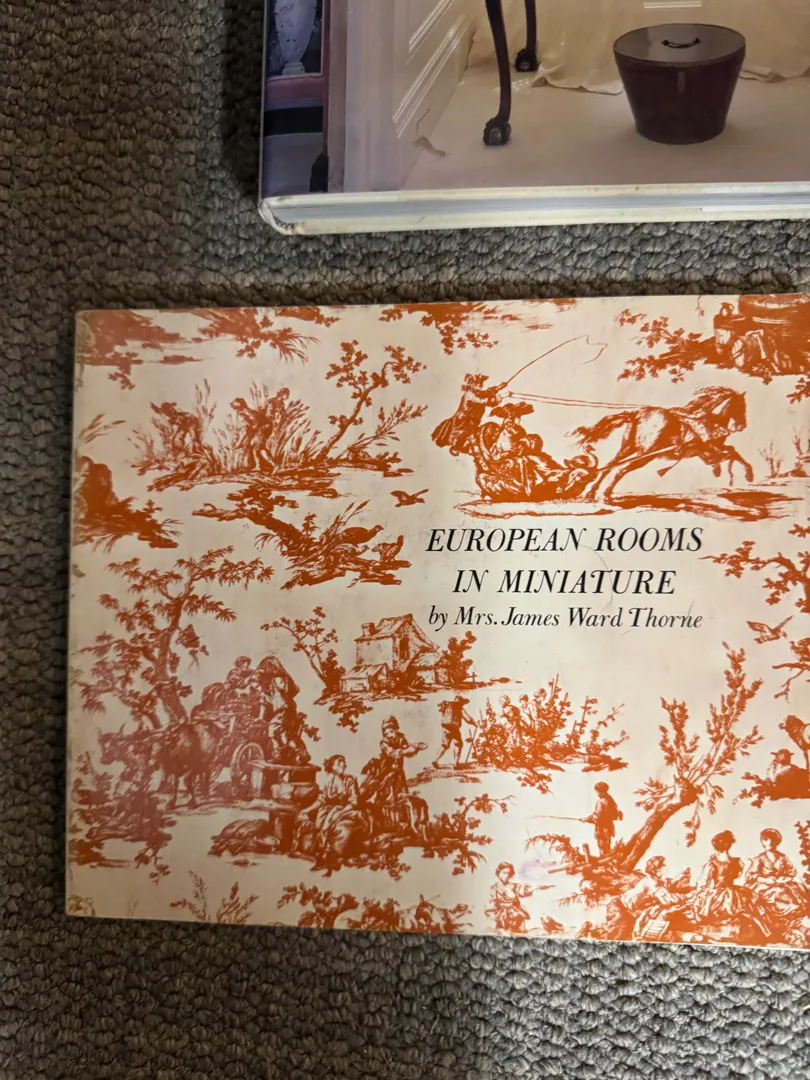 EUROPEAN ROOMS
IN MINIATURE
by Mrs. James Ward Thorne